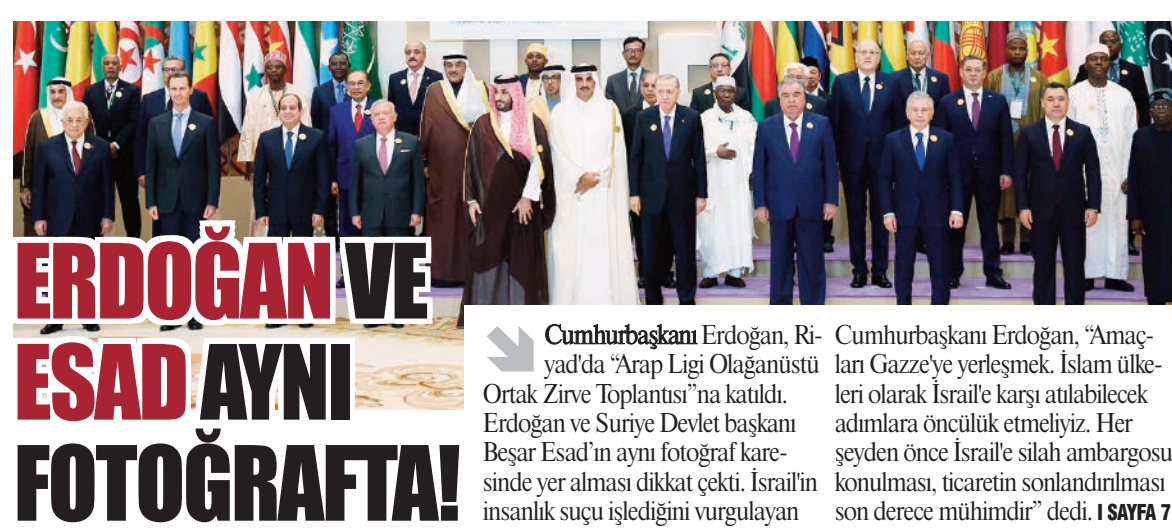 ERDOĞAN VE
ESAD AYNI
FOTOĞRAFTA!
Cumhurbaşkanı Erdoğan, Ri-
yad'da “Arap Ligi Olağanüstü
Ortak Zirve Toplantısı”na katıldı.
Erdoğan ve Suriye Devlet başkanı
Beşar Esad’ın aynı fotoğraf kare-
sinde yer alması dikkat çekti. İsrail'in
insanlık suçu işlediğini vurgulayan
Cumhurbaşkanı Erdoğan, “Amaç-
ları Gazze'ye yerleşmek. İslam ülke-
leri olarak İsrail'e karşı atılabilecek
adımlara öncülük etmeliyiz. Her
şeyden önce İsrail'e silah ambargosu
konulması, ticaretin sonlandırılması
son derece mühimdir” dedi. I SAYFA 7